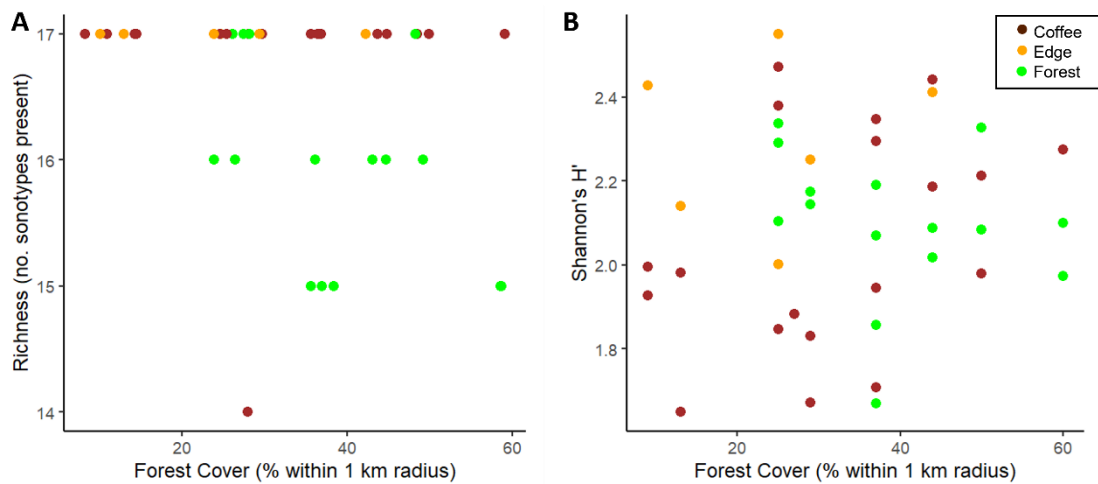 A
Richness (no. sonotypes present)
17
16
15
14
20
40
60
Forest Cover (% within 1 km radius)
B
Shannon's H'
2.4
2.2
2.0
1.8
20
40
60
Forest Cover (% within 1 km radius)
Coffee
Edge
Forest